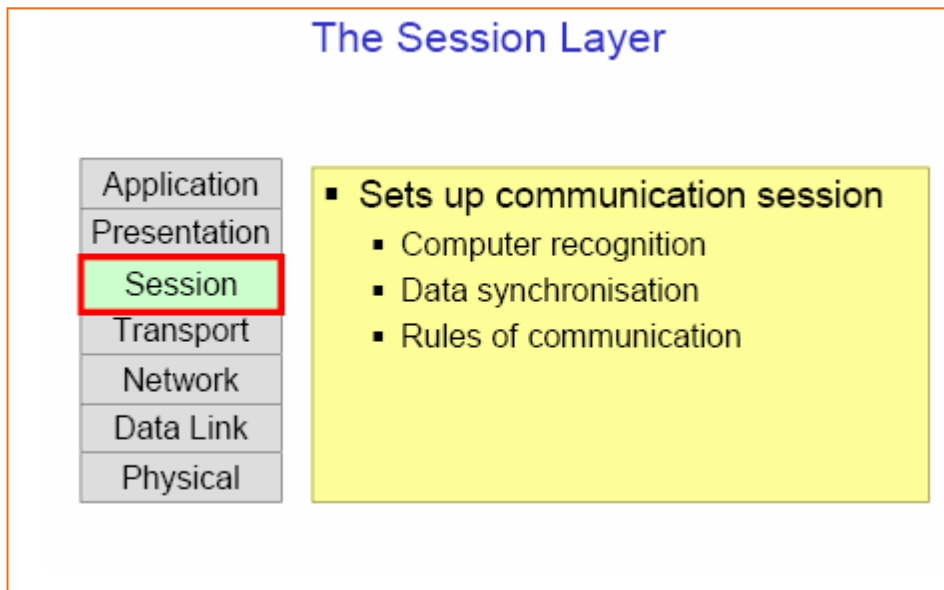 The Session Layer
Application
Presentation
Session
Transport
Network
Data Link
Physical
▪ Sets up communication session
▪ Computer recognition
▪ Data synchronisation
▪ Rules of communication